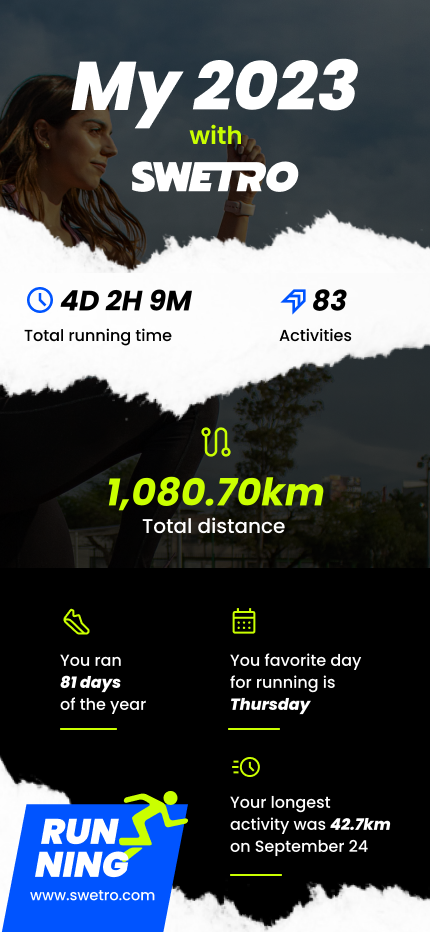 My 2023
with
SWETRO
4D 2H 9M
Total running time
83
Activities
1,080.70km
Total distance
You ran
81 days
of the year
You favorite day
for running is
Thursday
Your longest
activity was 42.7km
on September 24
RUN
NING
www.swetro.com